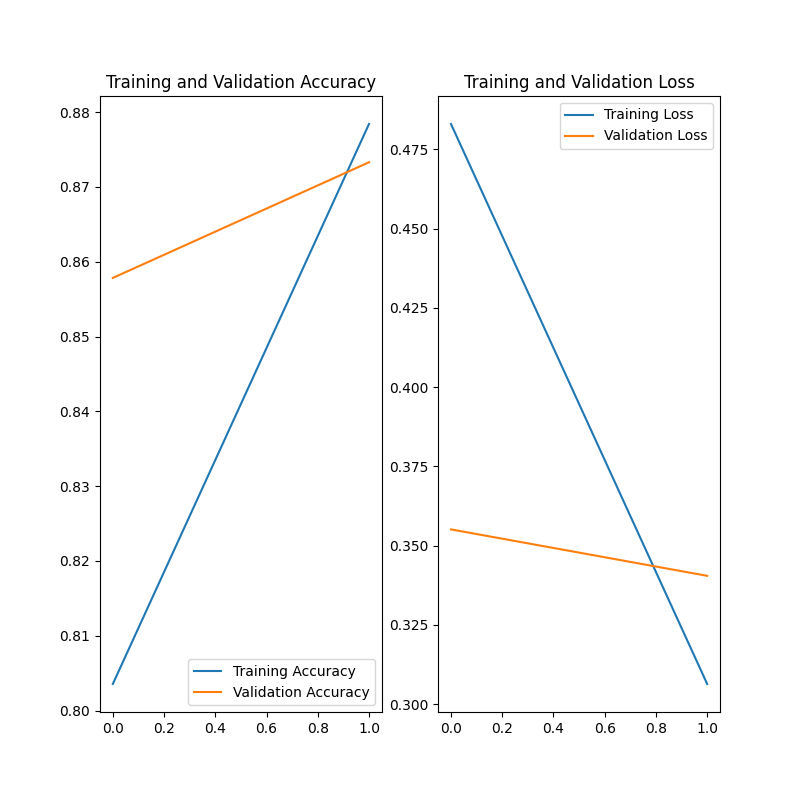 Training and Validation Accuracy
0.88
0.87
0.86
0.85
0.84
0.83
0.82
0.81
0.80
Training Accuracy
Validation Accuracy
0.0 0.2 0.4 0.6 0.8 1.0
Training and Validation Loss
Training Loss
Validation Loss
0.475
0.450
0.425
0.400
0.375
0.350
0.325
0.300
0.0 0.2 0.4 0.6 0.8 1.0